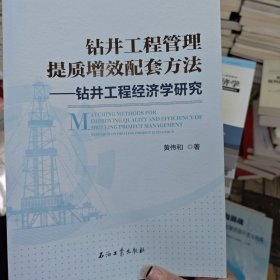 钻井工程管理
提质增效配套方法
——钻井工程经济学研究
MATCHING METHODS FOR
IMPROVING QUALITY AND EFFICIENCY OF
DRILLING PROJECT MANAGEMENT
黄伟和 ◎ 著
石油工业出版社